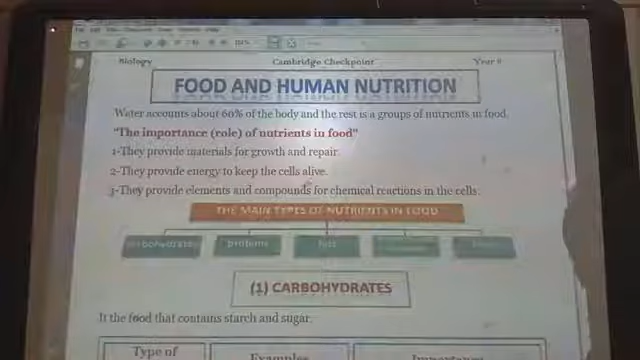 Biology Cambridge Checkpoint Year 8
FOOD AND HUMAN NUTRITION
Water accounts about 60% of the body and the rest is a groups of nutrients in food.
"The importance (role) of nutrients in food"
1-They provide materials for growth and repair.
2-They provide energy to keep the cells alive.
3-They provide elements and compounds for chemical reactions in the cells.
THE MAIN TYPES OF NUTRIENTS IN FOOD
carbohydrates proteins fats
(1) CARBOHYDRATES
It the food that contains starch and sugar.
Type of Examples Importance